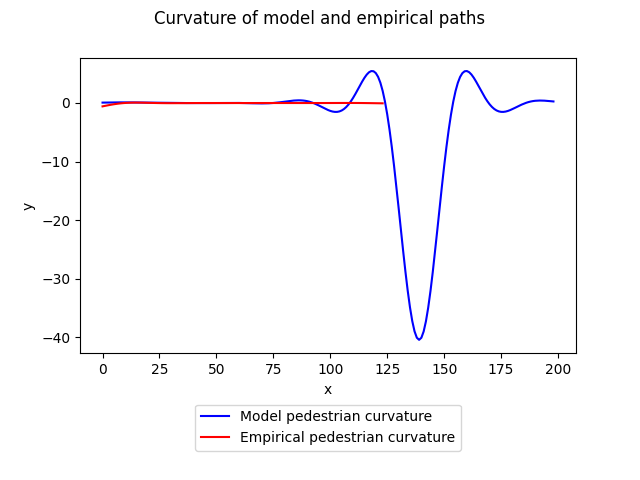 Curvature of model and empirical paths
y
0
−10
−20
−30
−40
0 25 50 75 100 125 150 175 200
x
Model pedestrian curvature
Empirical pedestrian curvature